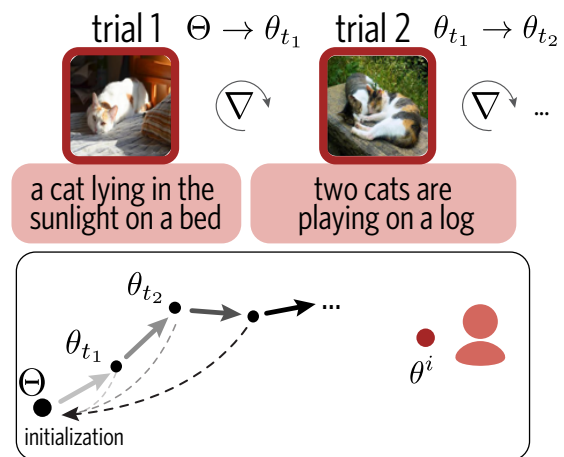 trial 1 Θ → θ_{t_1} trial 2 θ_{t_1} → θ_{t_2}
∇ ∇ ...
a cat lying in the
sunlight on a bed
two cats are
playing on a log
θ_{t_2}
...
θ_{t_1}
Θ
θ^i
initialization